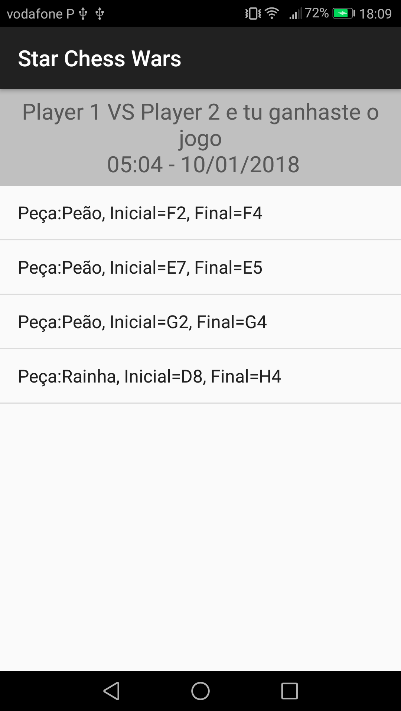 vodafone P 72% 18:09
Star Chess Wars
Player 1 VS Player 2 e tu ganhaste o
jogo
05:04 - 10/01/2018
Peça:Peão, Inicial=F2, Final=F4
Peça:Peão, Inicial=E7, Final=E5
Peça:Peão, Inicial=G2, Final=G4
Peça:Rainha, Inicial=D8, Final=H4